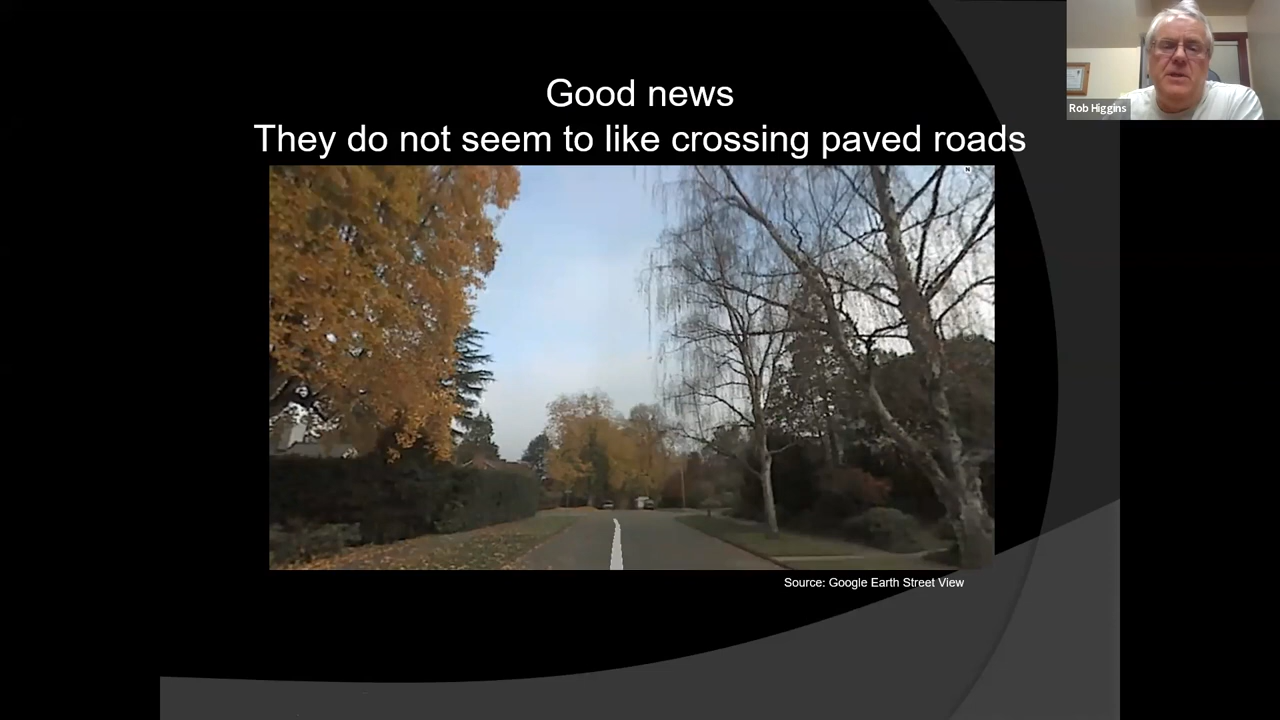 Good news
They do not seem to like crossing paved roads
Rob Higgins
N
Source: Google Earth Street View